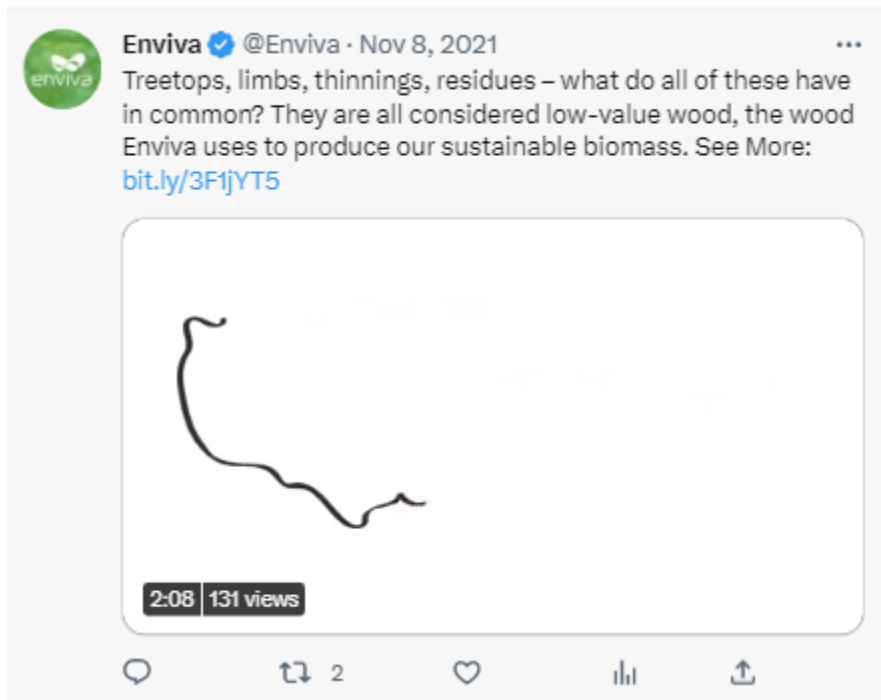 enviva
Enviva @Enviva · Nov 8, 2021
Treetops, limbs, thinnings, residues – what do all of these have
in common? They are all considered low-value wood, the wood
Enviva uses to produce our sustainable biomass. See More:
bit.ly/3F1jYT5
2:08 131 views
2